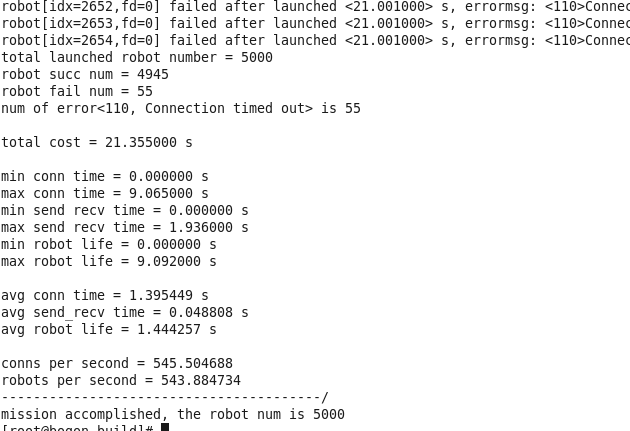 robot[idx=2652,fd=0] failed after launched <21.001000> s, errormsg: <110>Connec
robot[idx=2653,fd=0] failed after launched <21.001000> s, errormsg: <110>Connec
robot[idx=2654,fd=0] failed after launched <21.001000> s, errormsg: <110>Connec
total launched robot number = 5000
robot succ num = 4945
robot fail num = 55
num of error<110, Connection timed out> is 55
total cost = 21.355000 s
min conn time = 0.000000 s
max conn time = 9.065000 s
min send recv time = 0.000000 s
max send recv time = 1.936000 s
min robot life = 0.000000 s
max robot life = 9.092000 s
avg conn time = 1.395449 s
avg send_recv time = 0.048808 s
avg robot life = 1.444257 s
conns per second = 545.504688
robots per second = 543.884734
----------------------------------------/
mission accomplished, the robot num is 5000
[root@bogon build]#